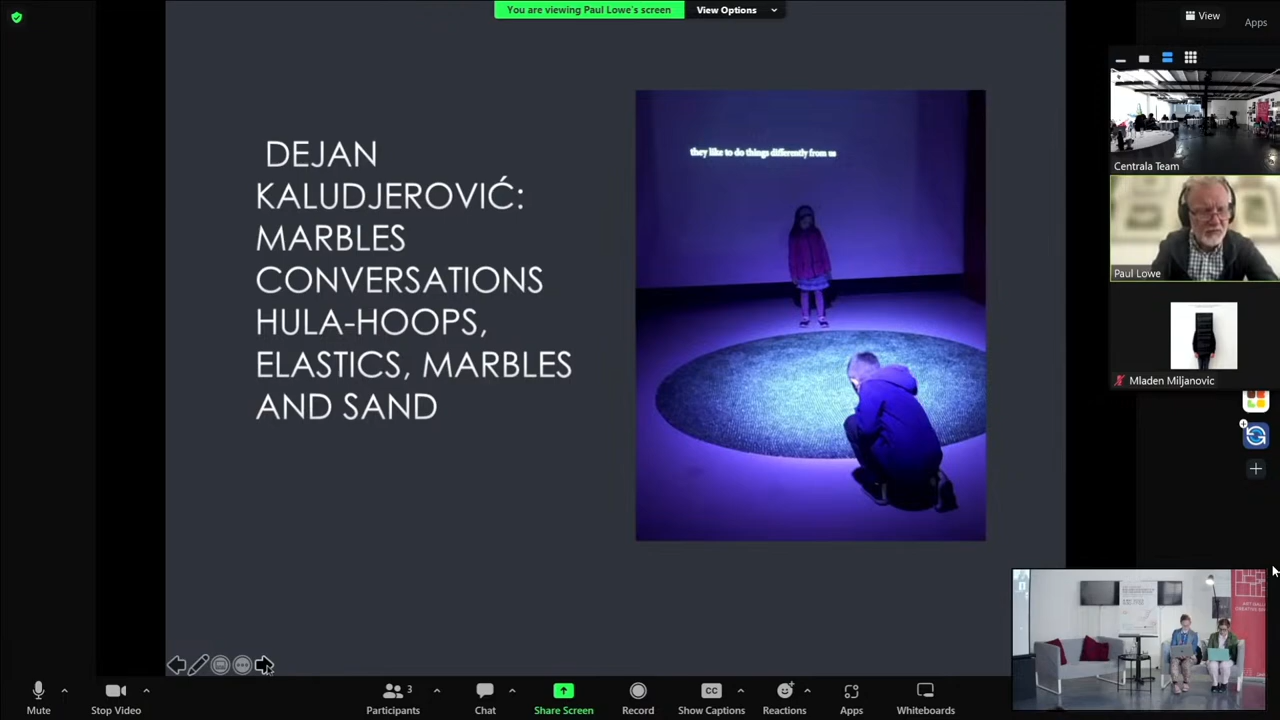 You are viewing Paul Lowe's screen
View Options
View
Apps
DEJAN
KALUDJEROVIĆ:
MARBLES
CONVERSATIONS
HULA-HOOPS,
ELASTICS, MARBLES
AND SAND
they like to do things differently from us
Centrala Team
Paul Lowe
Mladen Miljanovic
Mute
Stop Video
3
Participants
Chat
Share Screen
Record
CC
Show Captions
Reactions
Apps
Whiteboards